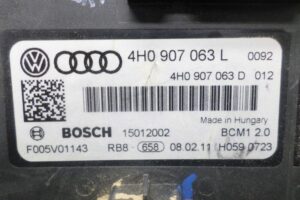 4H0 907 063 L 0092
4H0 907 063 D 012
Made in Hungary
BOSCH 15012002 BCM1 2.0
F005V01143 RB8 - 658 08.02.11 H059 0723